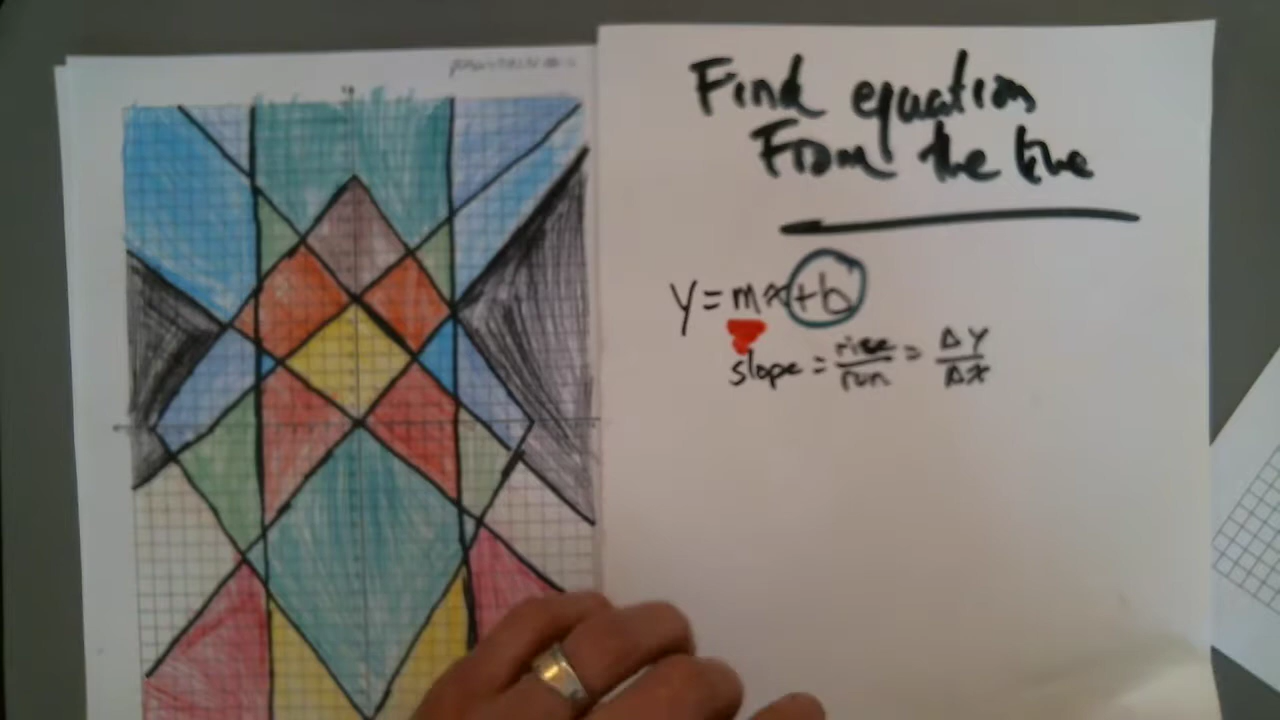 Find equation
From the line
y = mx + b
slope = rise/run = Δy/Δx